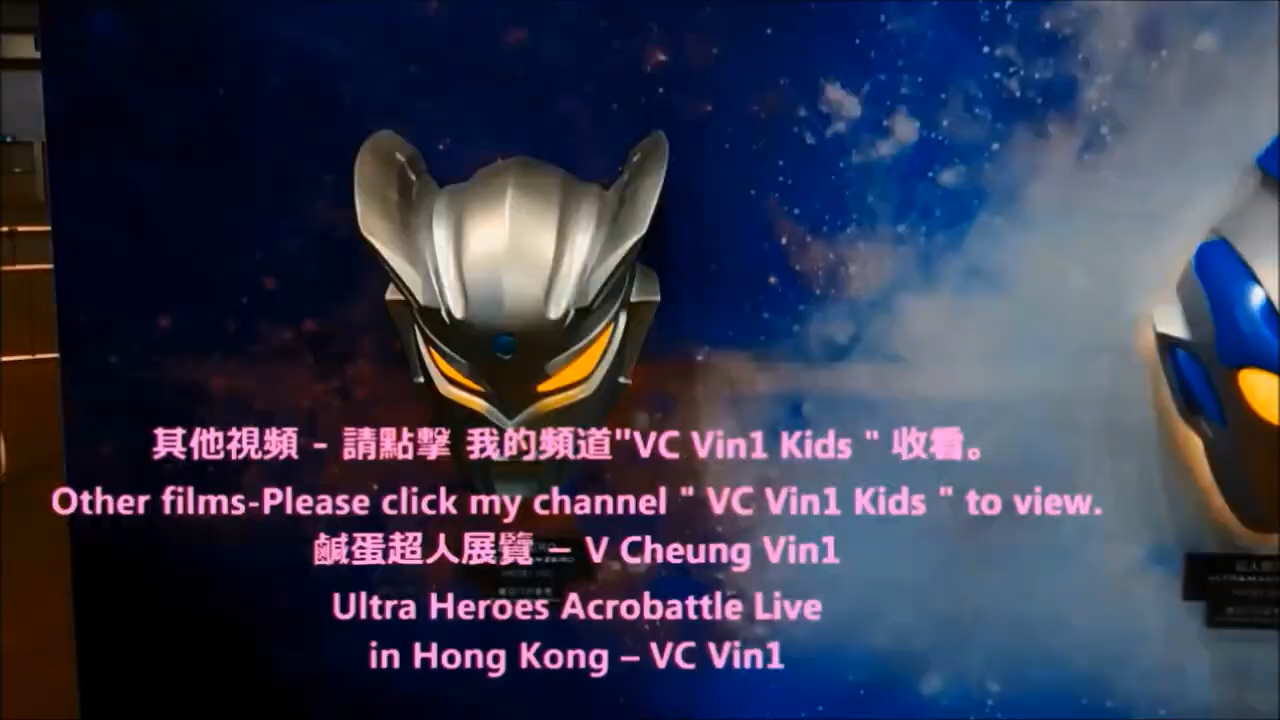 其他視頻 - 請點擊 我的頻道"VC Vin1 Kids " 收看。
Other films-Please click my channel " VC Vin1 Kids " to view.
鹹蛋超人展覽 – V Cheung Vin1
Ultra Heroes Acrobattle Live
in Hong Kong – VC Vin1